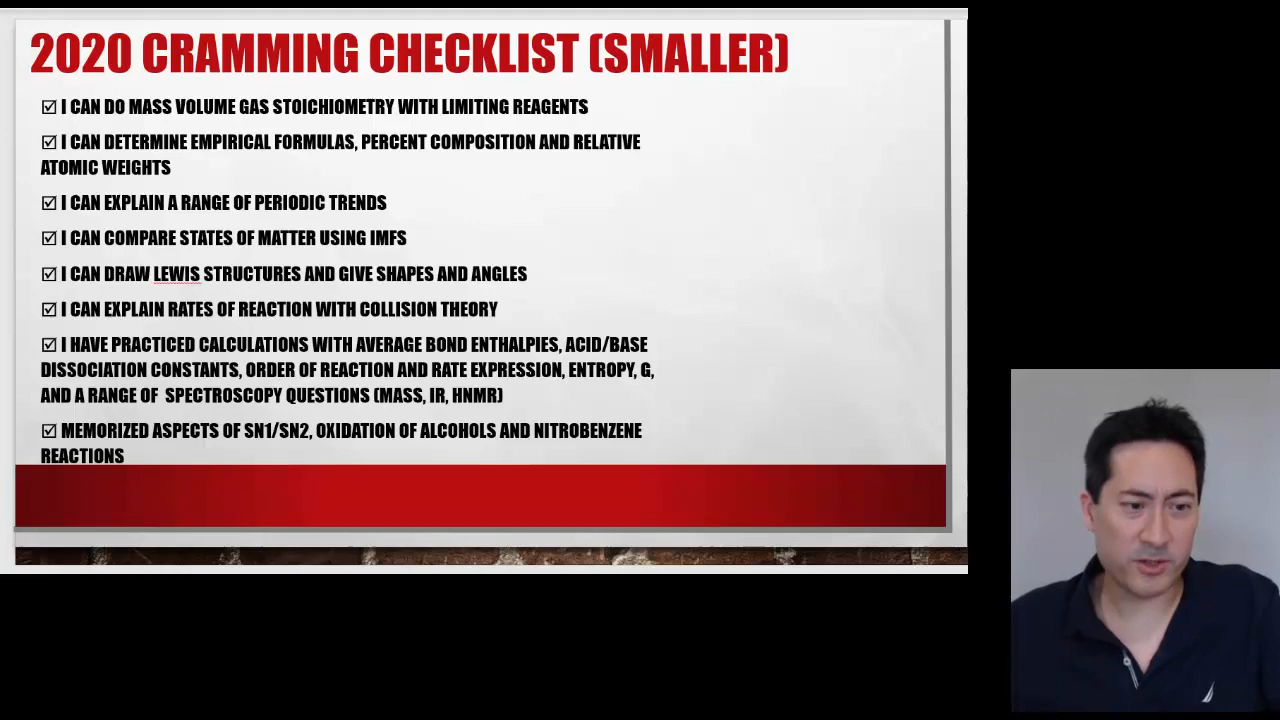 2020 CRAMMING CHECKLIST (SMALLER)
☑ I CAN DO MASS VOLUME GAS STOICHIOMETRY WITH LIMITING REAGENTS
☑ I CAN DETERMINE EMPIRICAL FORMULAS, PERCENT COMPOSITION AND RELATIVE
ATOMIC WEIGHTS
☑ I CAN EXPLAIN A RANGE OF PERIODIC TRENDS
☑ I CAN COMPARE STATES OF MATTER USING IMFS
☑ I CAN DRAW LEWIS STRUCTURES AND GIVE SHAPES AND ANGLES
☑ I CAN EXPLAIN RATES OF REACTION WITH COLLISION THEORY
☑ I HAVE PRACTICED CALCULATIONS WITH AVERAGE BOND ENTHALPIES, ACID/BASE
DISSOCIATION CONSTANTS, ORDER OF REACTION AND RATE EXPRESSION, ENTROPY, G,
AND A RANGE OF SPECTROSCOPY QUESTIONS (MASS, IR, HNMR)
☑ MEMORIZED ASPECTS OF SN1/SN2, OXIDATION OF ALCOHOLS AND NITROBENZENE
REACTIONS